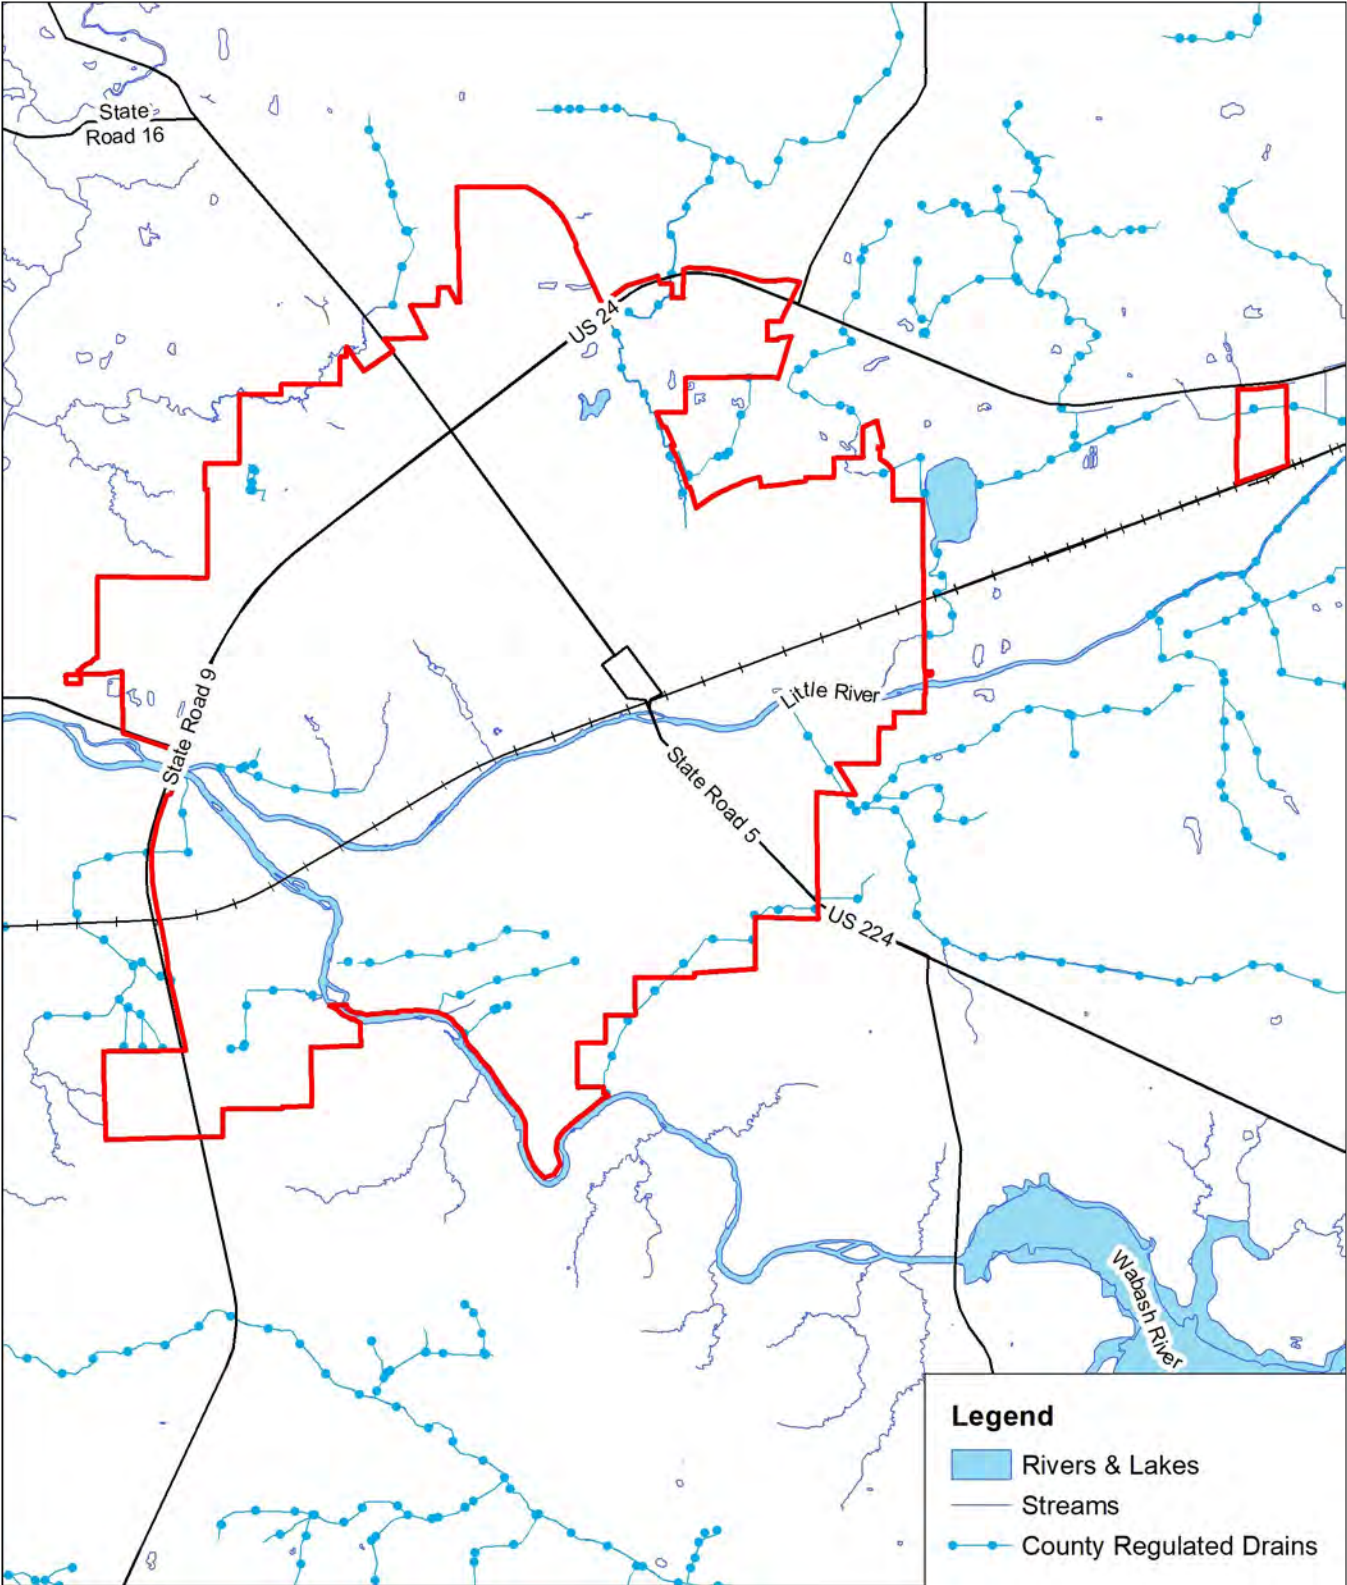 State
Road 16
US 24
State Road 9
Little River
State Road 5
US 224
Wabash River
Legend
Rivers & Lakes
Streams
County Regulated Drains